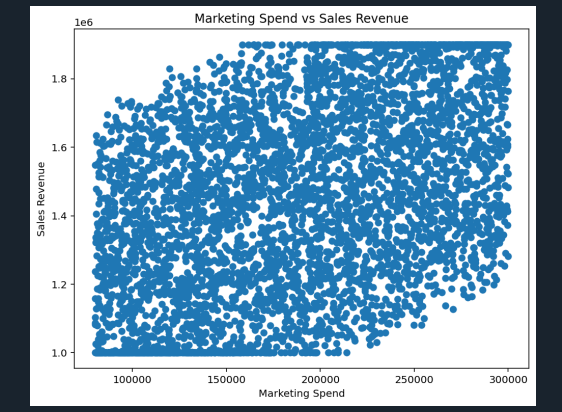 Marketing Spend vs Sales Revenue
1e6
1.8
1.6
1.4
1.2
1.0
Sales Revenue
100000 150000 200000 250000 300000
Marketing Spend